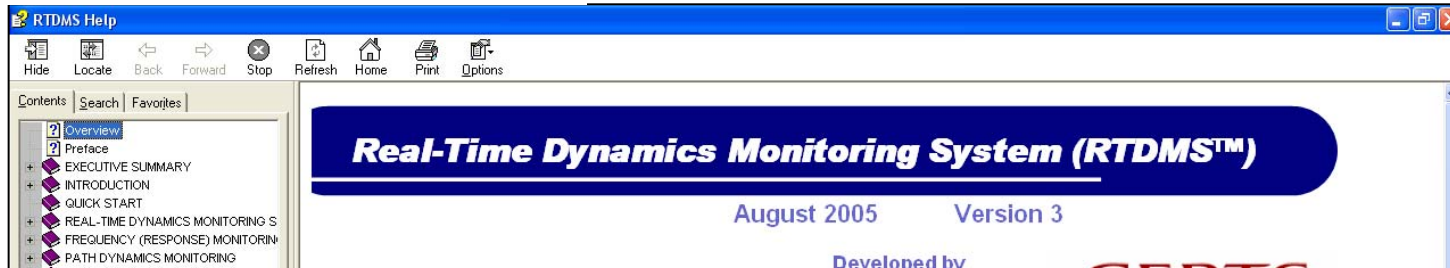 RTDMS Help
Hide Locate Back Forward Stop Refresh Home Print Options
Contents Search Favorites
Overview
Preface
EXECUTIVE SUMMARY
INTRODUCTION
QUICK START
REAL-TIME DYNAMICS MONITORING S
FREQUENCY (RESPONSE) MONITORIN
PATH DYNAMICS MONITORING
Real-Time Dynamics Monitoring System (RTDMS™)
August 2005 Version 3
Developed by